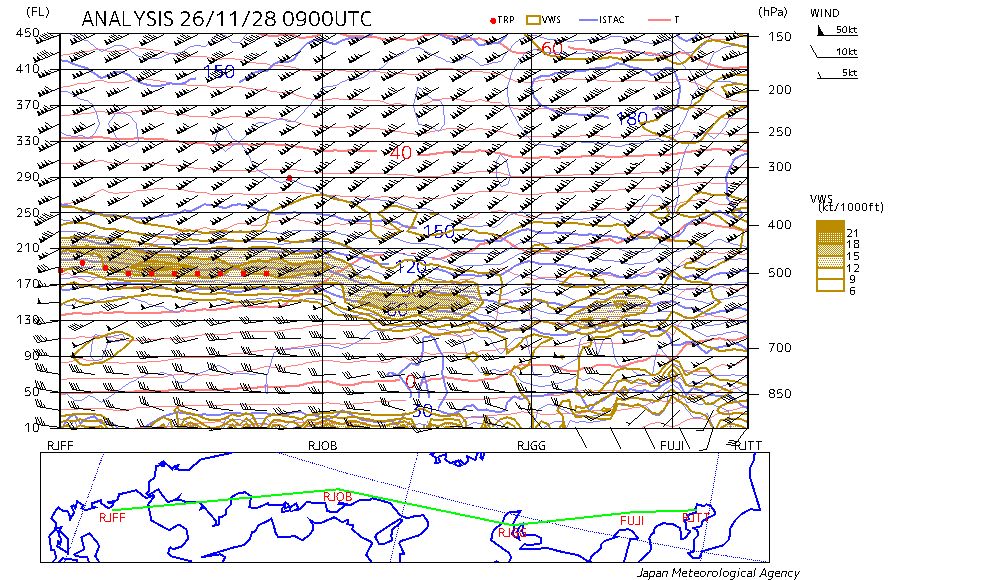 (FL) ANALYSIS 26/11/28 0900UTC TRP VWS ISTAC T (hPa) WIND
450 150 50kt
60
410 150 10kt
5kt
370 200
180
330 250
40
290 300
VWS
(kt/1000ft)
250 400
150 21
210 18
120 15
500 12
170 9
6
130
90 700
0
50 850
30
10
RJFF RJOB RJGG FUJI RJTT
RJOB
RJFF FUJI RJTT
RJGG
Japan Meteorological Agency